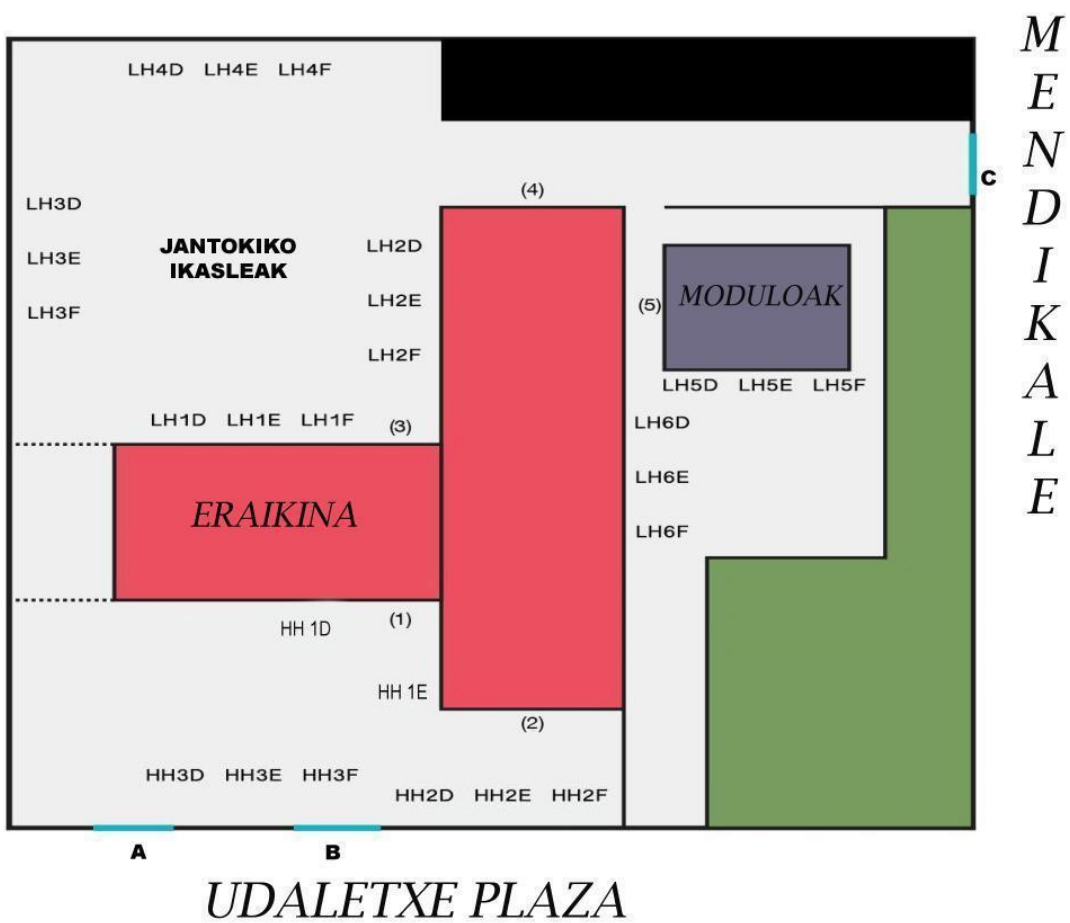 LH4D LH4E LH4F
MENDIKALE
C
(4)
LH3D
JANTOKIKO
IKASLEAK
LH2D
LH3E
LH2E
(5)
MODULOAK
LH3F
LH2F
LH5D LH5E LH5F
LH1D LH1E LH1F
(3)
LH6D
LH6E
ERAIKINA
LH6F
HH 1D
(1)
HH 1E
(2)
HH3D HH3E HH3F
HH2D HH2E HH2F
A
B
UDALETXE PLAZA